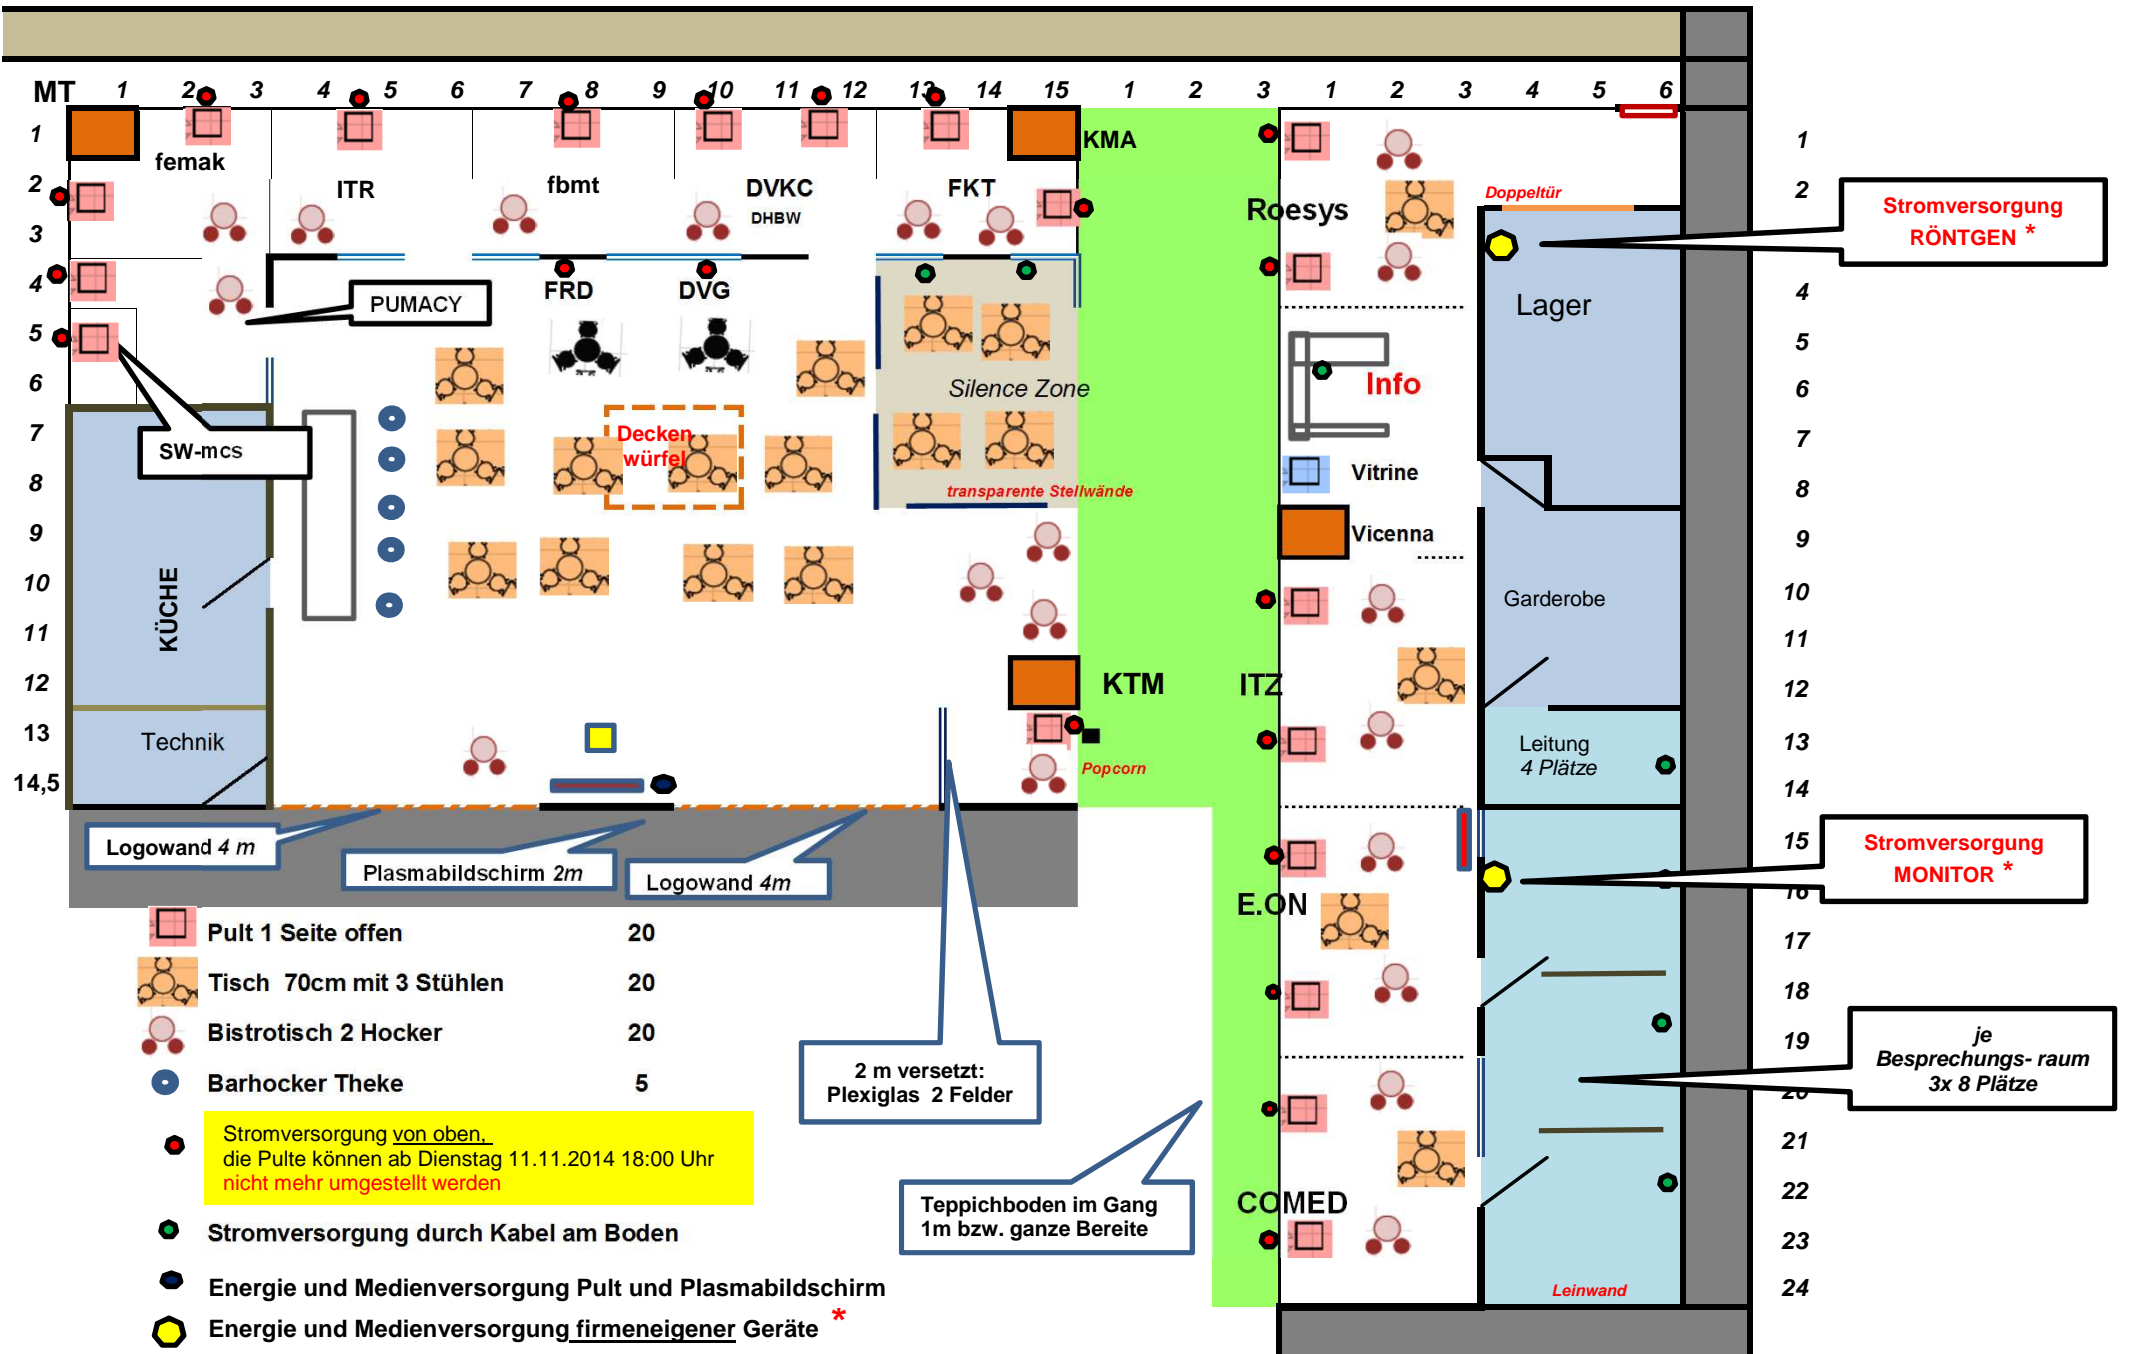 MT 1 2 3 4 5 6 7 8 9 10 11 12 13 14 15 1 2 3 1 2 3 4 5 6
1
2
3
4
5
6
7
8
9
10
11
12
13
14,5
femak
ITR
fbmt
DVKC
DHBW
FKT
KMA
PUMACY
FRD
DVG
SW-mcs
Silence Zone
Decken
würfel
transparente Stellwände
KÜCHE
Technik
KTM
Popcorn
Roesys
Doppeltür
Lager
Info
Vitrine
Vicenna
Garderobe
ITZ
Leitung
4 Plätze
E.ON
COMED
Leinwand
1
2
4
5
6
7
8
9
10
11
12
13
14
15
16
17
18
19
20
21
22
23
24
Stromversorgung
RÖNTGEN *
Stromversorgung
MONITOR *
je
Besprechungs- raum
3x 8 Plätze
Logowand 4 m
Plasmabildschirm 2m
Logowand 4m
2 m versetzt:
Plexiglas 2 Felder
Teppichboden im Gang
1m bzw. ganze Bereite
Pult 1 Seite offen 20
Tisch 70cm mit 3 Stühlen 20
Bistrotisch 2 Hocker 20
Barhocker Theke 5
Stromversorgung von oben,
die Pulte können ab Dienstag 11.11.2014 18:00 Uhr
nicht mehr umgestellt werden
Stromversorgung durch Kabel am Boden
Energie und Medienversorgung Pult und Plasmabildschirm
Energie und Medienversorgung firmeneigener Geräte *